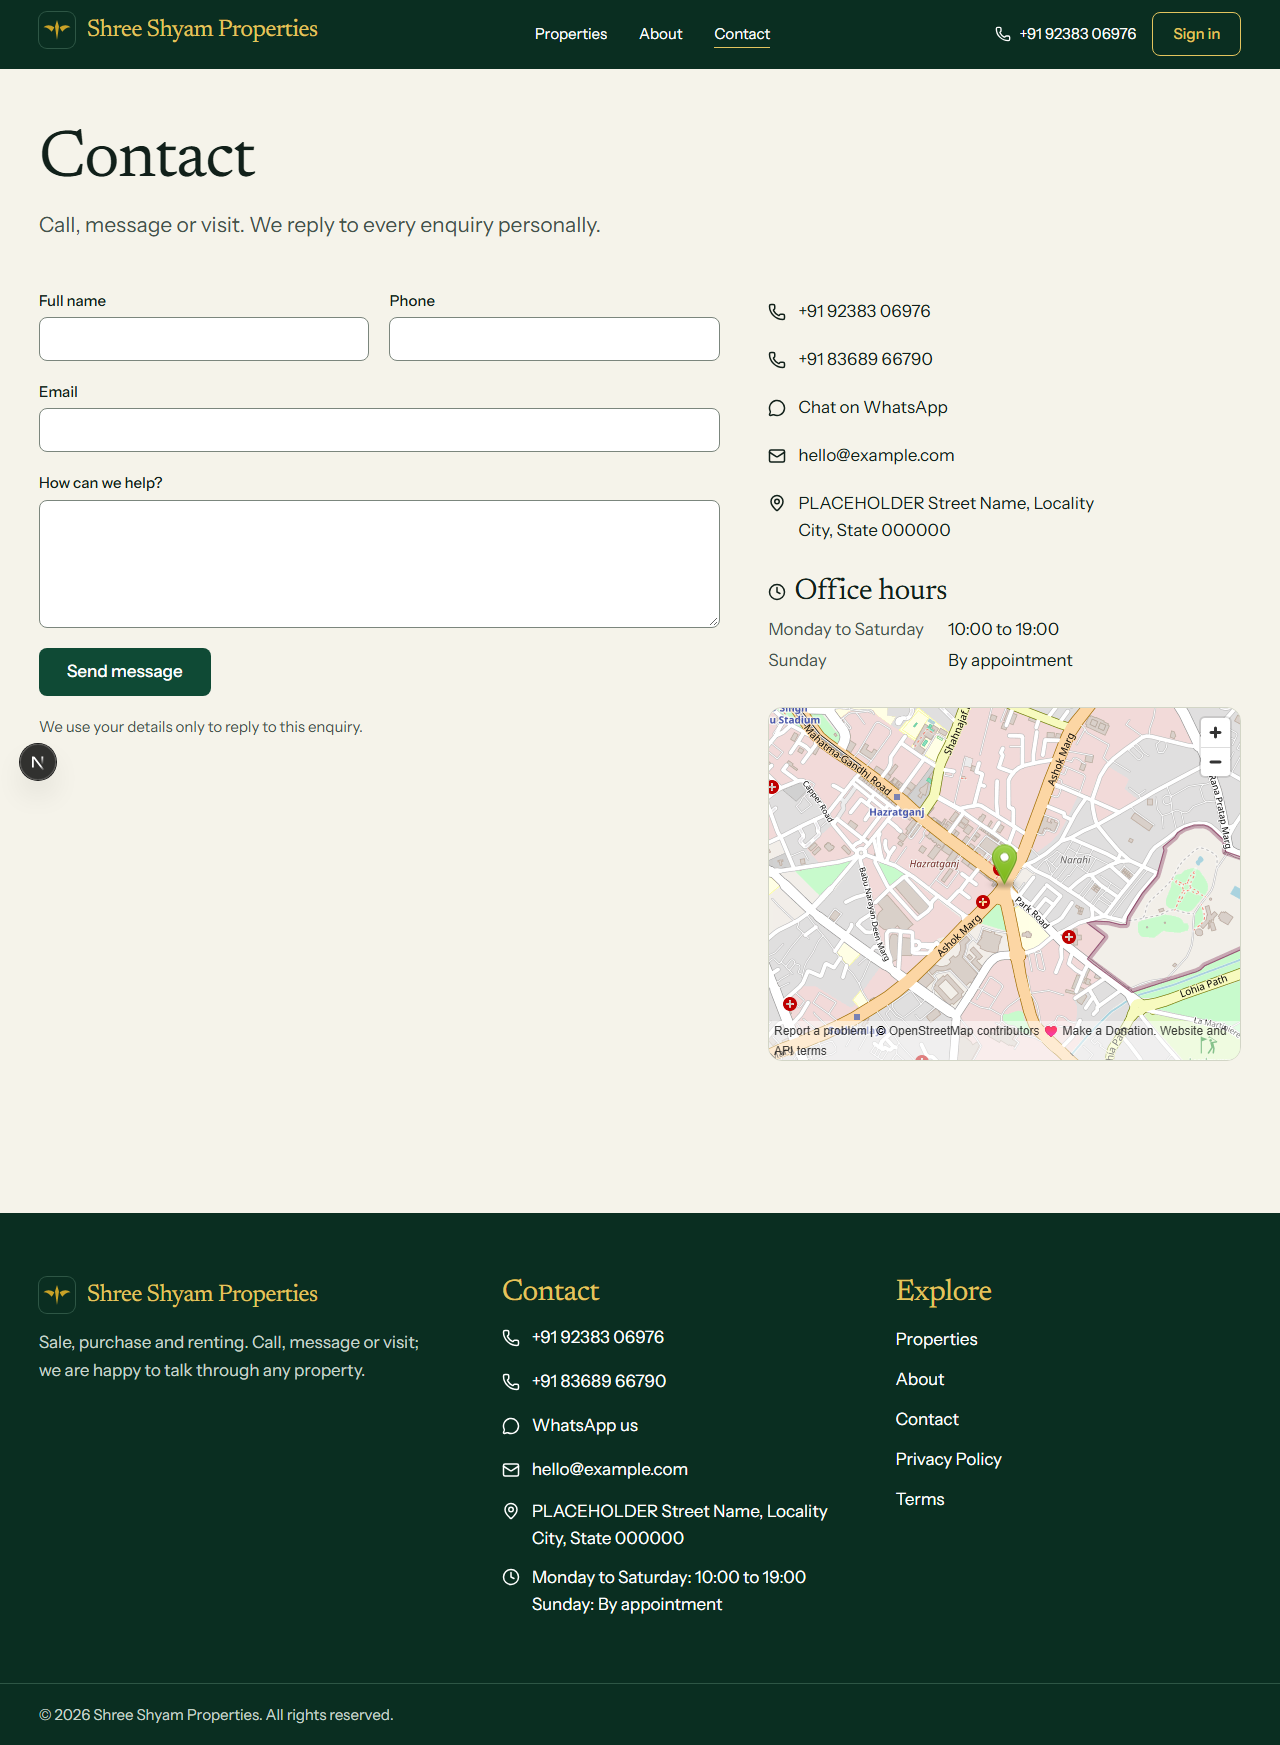 Shree Shyam Properties
Properties
About
Contact
+91 92383 06976
Sign in
Contact
Call, message or visit. We reply to every enquiry personally.
Full name
Phone
Email
How can we help?
Send message
We use your details only to reply to this enquiry.
+91 92383 06976
+91 83689 66790
Chat on WhatsApp
hello@example.com
PLACEHOLDER Street Name, Locality
City, State 000000
Office hours
Monday to Saturday 10:00 to 19:00
Sunday By appointment
Singh
u Stadium
Mahatma Gandhi Road
Shahnajaf
Ashok Marg
+
−
Rana Pratap Marg
Capper Road
Hazratganj
Hazratganj
Narahi
Babu Narayan Deen Marg
Park Road
Ashok Marg
Lohia Path
La Martiniere
Report a problem | © OpenStreetMap contributors ♥ Make a Donation. Website and
API terms
N
Shree Shyam Properties
Sale, purchase and renting. Call, message or visit;
we are happy to talk through any property.
Contact
+91 92383 06976
+91 83689 66790
WhatsApp us
hello@example.com
PLACEHOLDER Street Name, Locality
City, State 000000
Monday to Saturday: 10:00 to 19:00
Sunday: By appointment
Explore
Properties
About
Contact
Privacy Policy
Terms
© 2026 Shree Shyam Properties. All rights reserved.